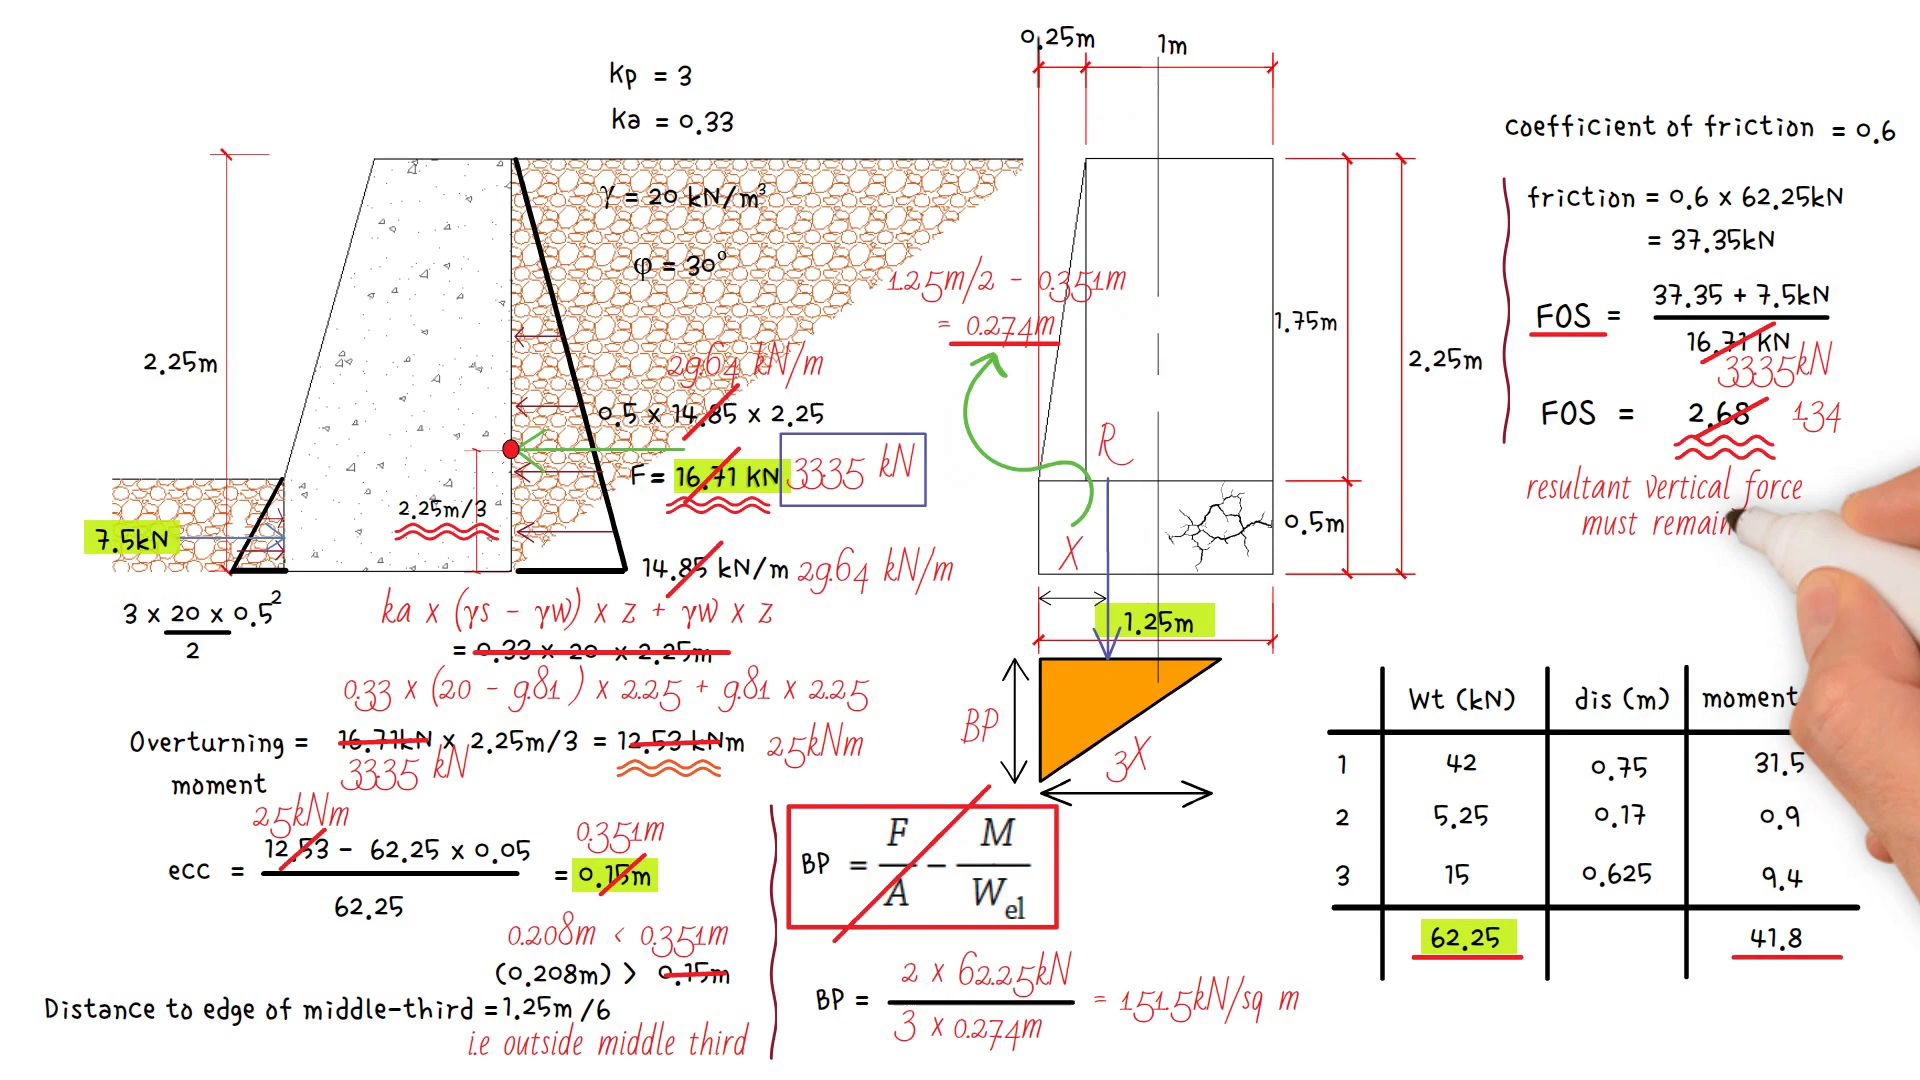 kp = 3
ka = 0.33
γ = 20 kN/m³
φ = 30°
2.25m
29.64 kN/m
0.5 x 14.85 x 2.25
F = 16.71 KN 33.35 kN
2.25m/3
7.5kN
14.85 kN/m 29.64 kN/m
3 x 20 x 0.5²
2
ka x (γs - γw) x z + γw x z
= 0.33 x 20 x 2.25m
0.33 x (20 - 9.81) x 2.25 + 9.81 x 2.25
Overturning = 16.71kN x 2.25m/3 = 12.53 kNm 25kNm
moment
33.35 kN
25kNm
ecc = 12.53 - 62.25 x 0.05
62.25
0.351m
= 0.15m
0.208m < 0.351m
(0.208m) > 0.15m
Distance to edge of middle-third = 1.25m /6
i.e outside middle third
0.25m
1m
1.25m/2 - 0.351m
= 0.274m
1.75m
2.25m
R
X
0.5m
1.25m
BP
3X
BP = F/A - M/Wel
BP = 2 x 62.25kN
3 x 0.274m
= 151.5kN/sq m
coefficient of friction = 0.6
friction = 0.6 x 62.25kN
= 37.35kN
FOS = 37.35 + 7.5kN
16.71 kN
33.35kN
FOS = 2.68 1.34
resultant vertical force
must remain
Wt (kN) dis (m) moment
1 42 0.75 31.5
2 5.25 0.17 0.9
3 15 0.625 9.4
62.25 41.8